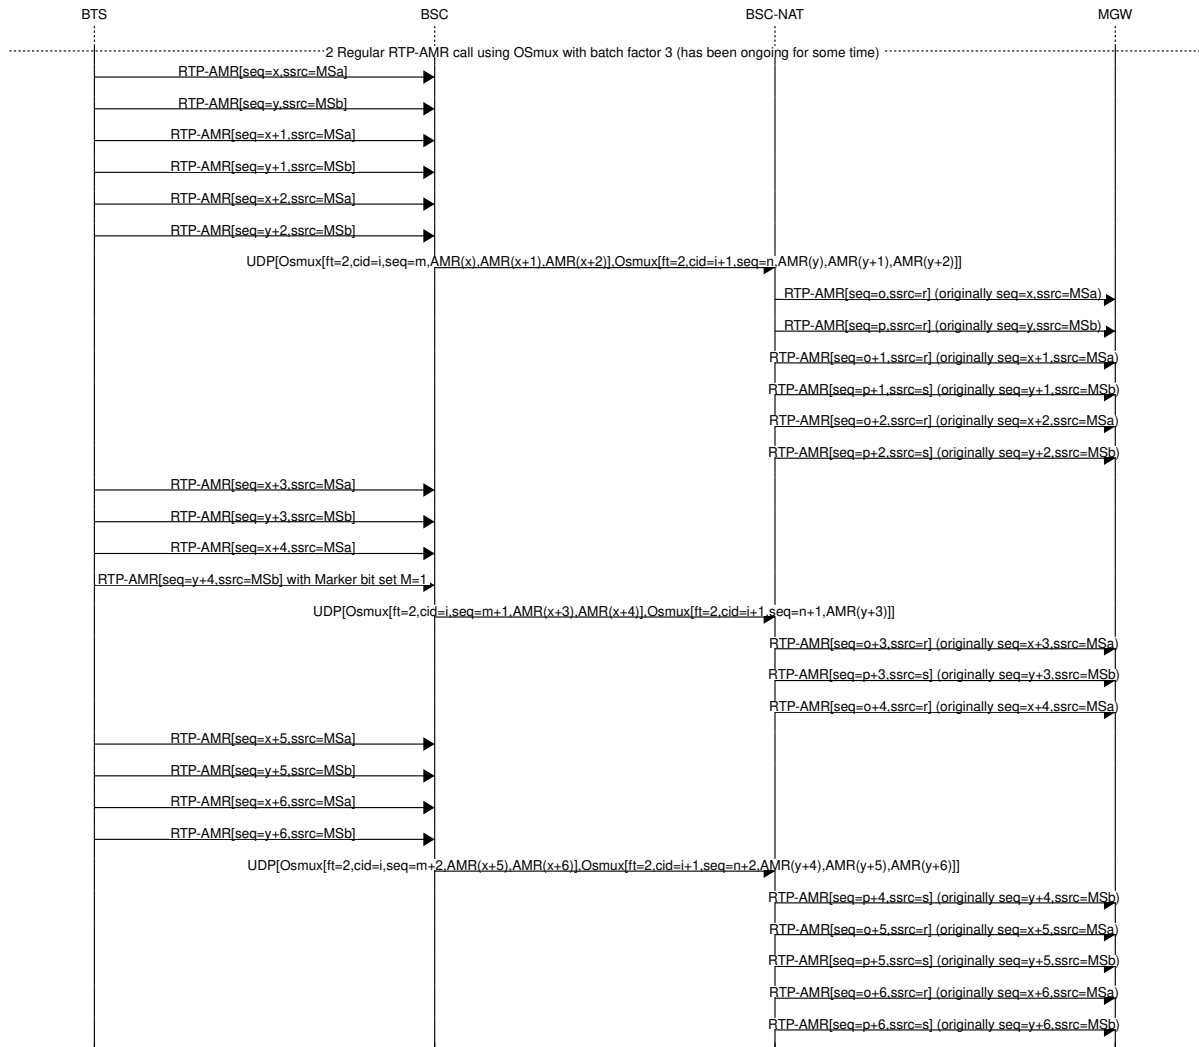 BTS BSC BSC-NAT MGW
2 Regular RTP-AMR call using OSmux with batch factor 3 (has been ongoing for some time)
RTP-AMR[seq=x,ssrc=MSa]
RTP-AMR[seq=y,ssrc=MSb]
RTP-AMR[seq=x+1,ssrc=MSa]
RTP-AMR[seq=y+1,ssrc=MSb]
RTP-AMR[seq=x+2,ssrc=MSa]
RTP-AMR[seq=y+2,ssrc=MSb]
UDP[Osmux[ft=2,cid=i,seq=m,AMR(x),AMR(x+1),AMR(x+2)],Osmux[ft=2,cid=i+1,seq=n,AMR(y),AMR(y+1),AMR(y+2)]]
RTP-AMR[seq=o,ssrc=r] (originally seq=x,ssrc=MSa)
RTP-AMR[seq=p,ssrc=r] (originally seq=y,ssrc=MSb)
RTP-AMR[seq=o+1,ssrc=r] (originally seq=x+1,ssrc=MSa)
RTP-AMR[seq=p+1,ssrc=s] (originally seq=y+1,ssrc=MSb)
RTP-AMR[seq=o+2,ssrc=r] (originally seq=x+2,ssrc=MSa)
RTP-AMR[seq=p+2,ssrc=s] (originally seq=y+2,ssrc=MSb)
RTP-AMR[seq=x+3,ssrc=MSa]
RTP-AMR[seq=y+3,ssrc=MSb]
RTP-AMR[seq=x+4,ssrc=MSa]
RTP-AMR[seq=y+4,ssrc=MSb] with Marker bit set M=1
UDP[Osmux[ft=2,cid=i,seq=m+1,AMR(x+3),AMR(x+4)],Osmux[ft=2,cid=i+1,seq=n+1,AMR(y+3)]]
RTP-AMR[seq=o+3,ssrc=r] (originally seq=x+3,ssrc=MSa)
RTP-AMR[seq=p+3,ssrc=s] (originally seq=y+3,ssrc=MSb)
RTP-AMR[seq=o+4,ssrc=r] (originally seq=x+4,ssrc=MSa)
RTP-AMR[seq=x+5,ssrc=MSa]
RTP-AMR[seq=y+5,ssrc=MSb]
RTP-AMR[seq=x+6,ssrc=MSa]
RTP-AMR[seq=y+6,ssrc=MSb]
UDP[Osmux[ft=2,cid=i,seq=m+2,AMR(x+5),AMR(x+6)],Osmux[ft=2,cid=i+1,seq=n+2,AMR(y+4),AMR(y+5),AMR(y+6)]]
RTP-AMR[seq=p+4,ssrc=s] (originally seq=y+4,ssrc=MSb)
RTP-AMR[seq=o+5,ssrc=r] (originally seq=x+5,ssrc=MSa)
RTP-AMR[seq=p+5,ssrc=s] (originally seq=y+5,ssrc=MSb)
RTP-AMR[seq=o+6,ssrc=r] (originally seq=x+6,ssrc=MSa)
RTP-AMR[seq=p+6,ssrc=s] (originally seq=y+6,ssrc=MSb)